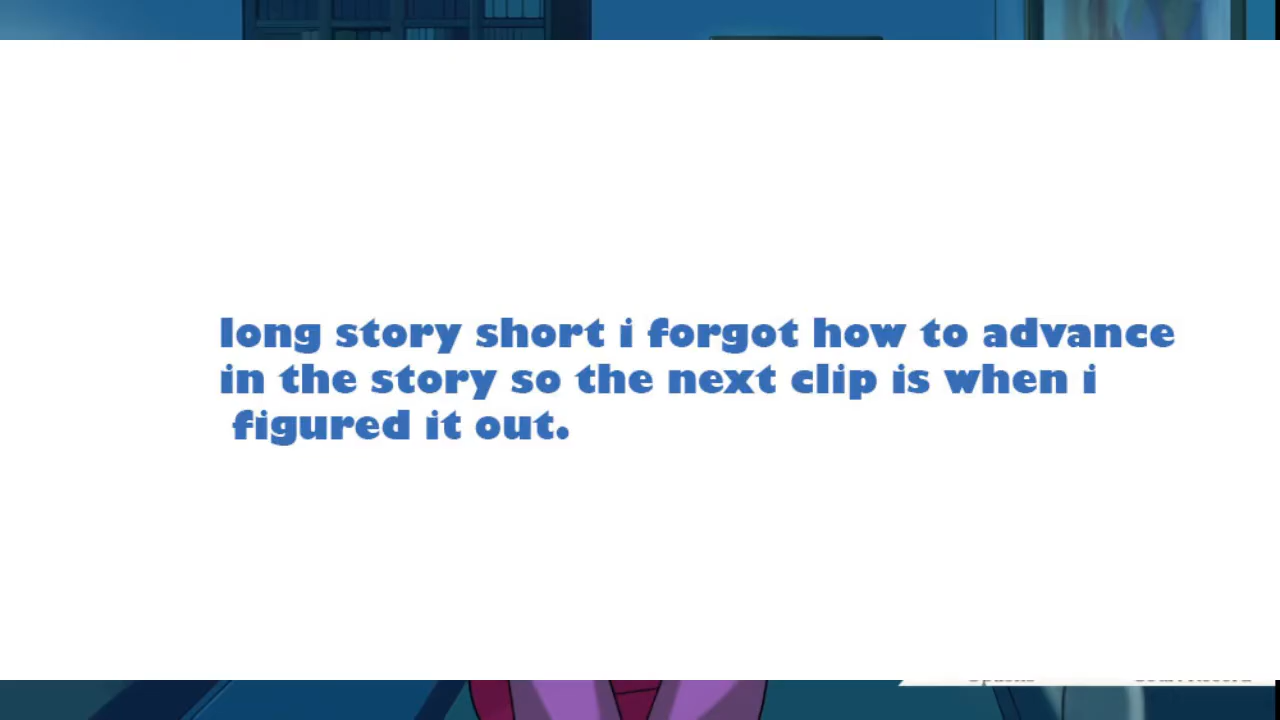 long story short i forgot how to advance
in the story so the next clip is when i
figured it out.